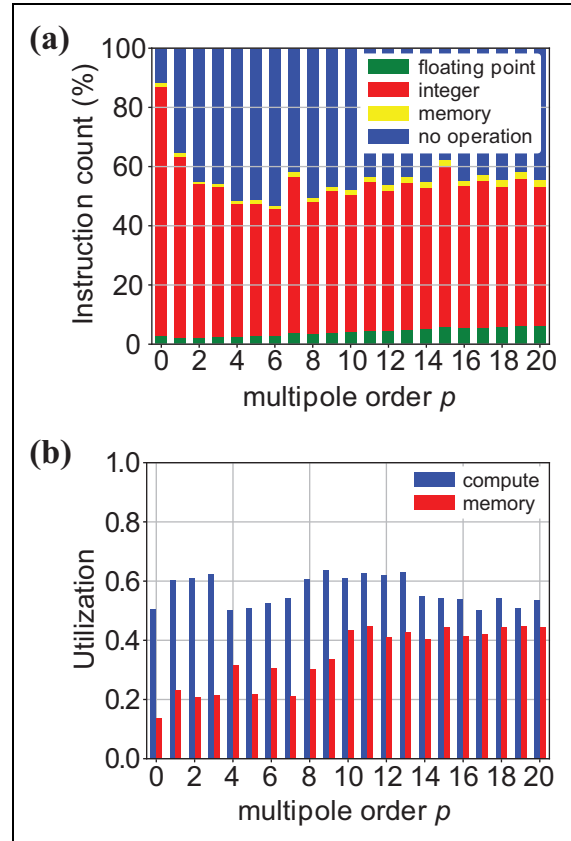 (a)
Instruction count (%)
100
80
60
40
20
0
floating point
integer
memory
no operation
0 2 4 6 8 10 12 14 16 18 20
multipole order p
(b)
Utilization
1.0
0.8
0.6
0.4
0.2
0.0
compute
memory
0 2 4 6 8 10 12 14 16 18 20
multipole order p